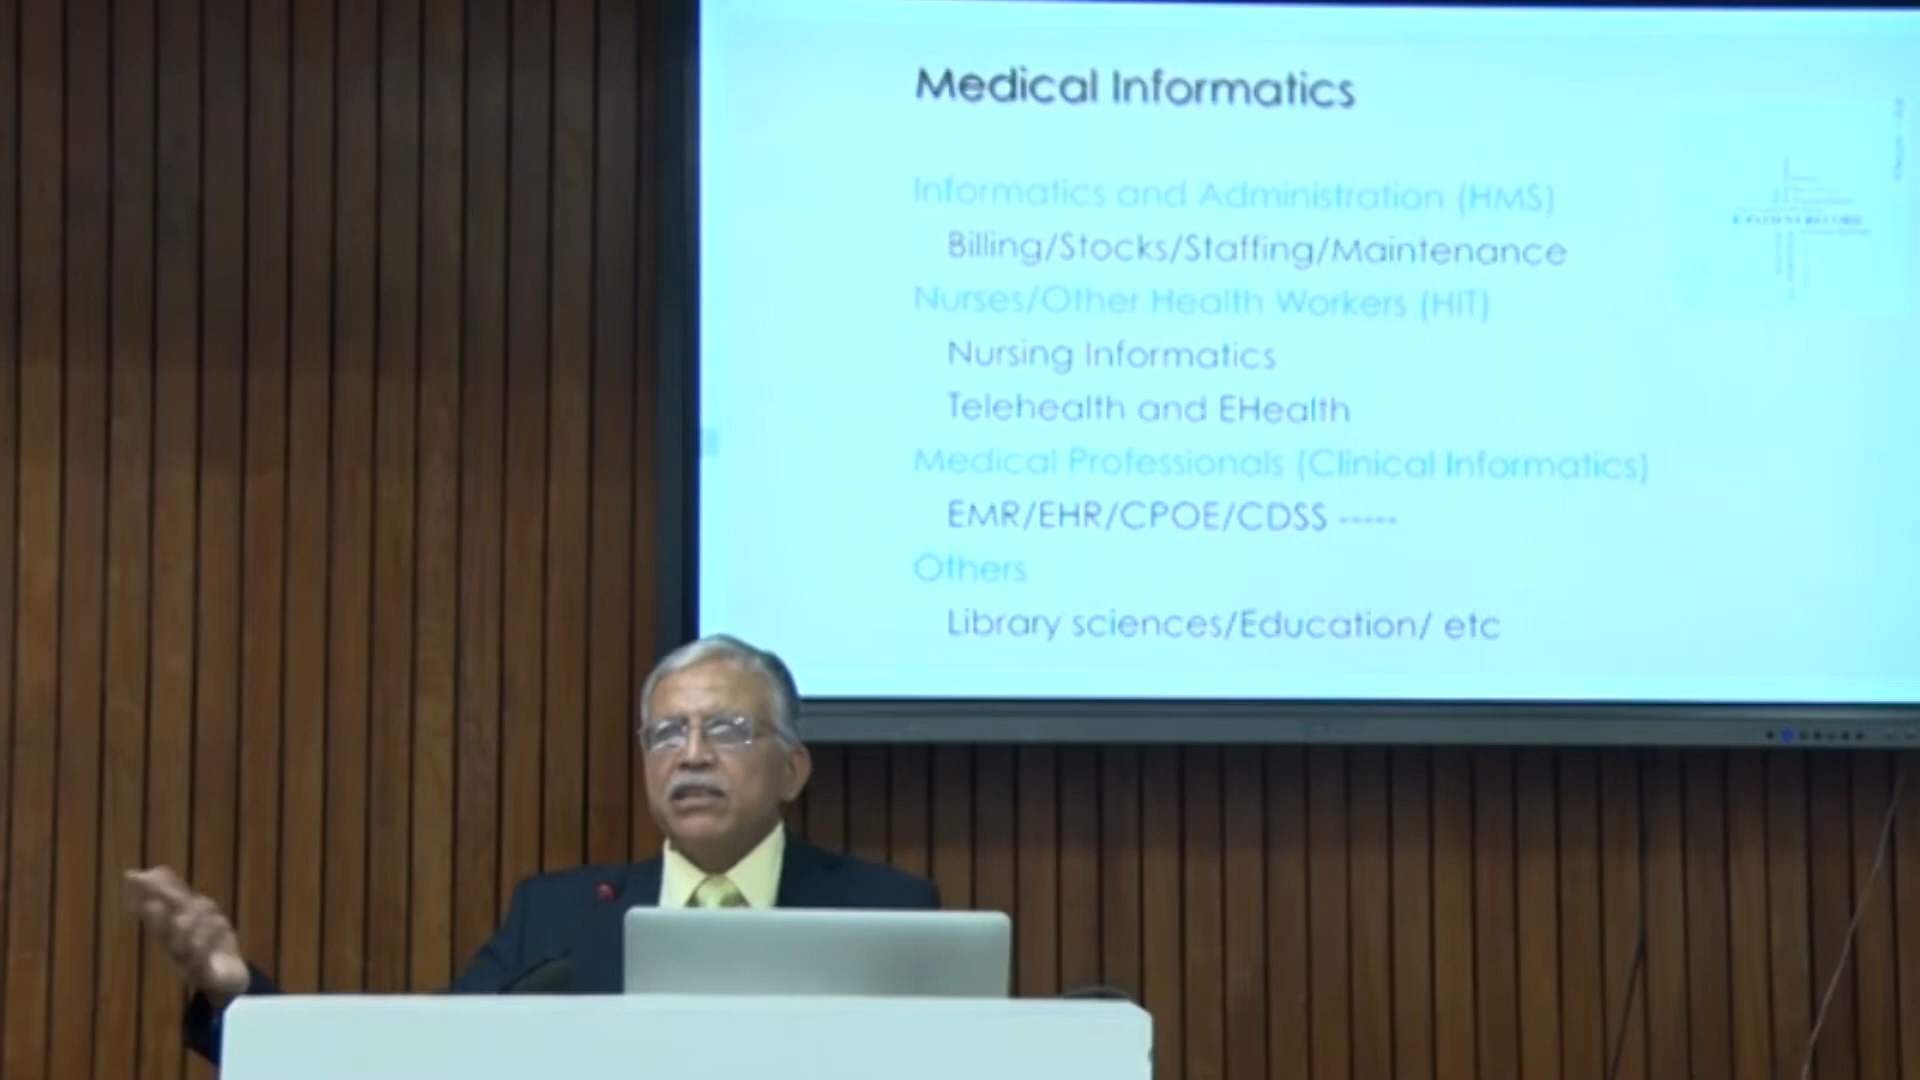 Medical Informatics
Informatics and Administration (HMS)
Billing/Stocks/Staffing/Maintenance
Nurses/Other Health Workers (HIT)
Nursing Informatics
Telehealth and EHealth
Medical Professionals (Clinical Informatics)
EMR/EHR/CPOE/CDSS -----
Others
Library sciences/Education/ etc